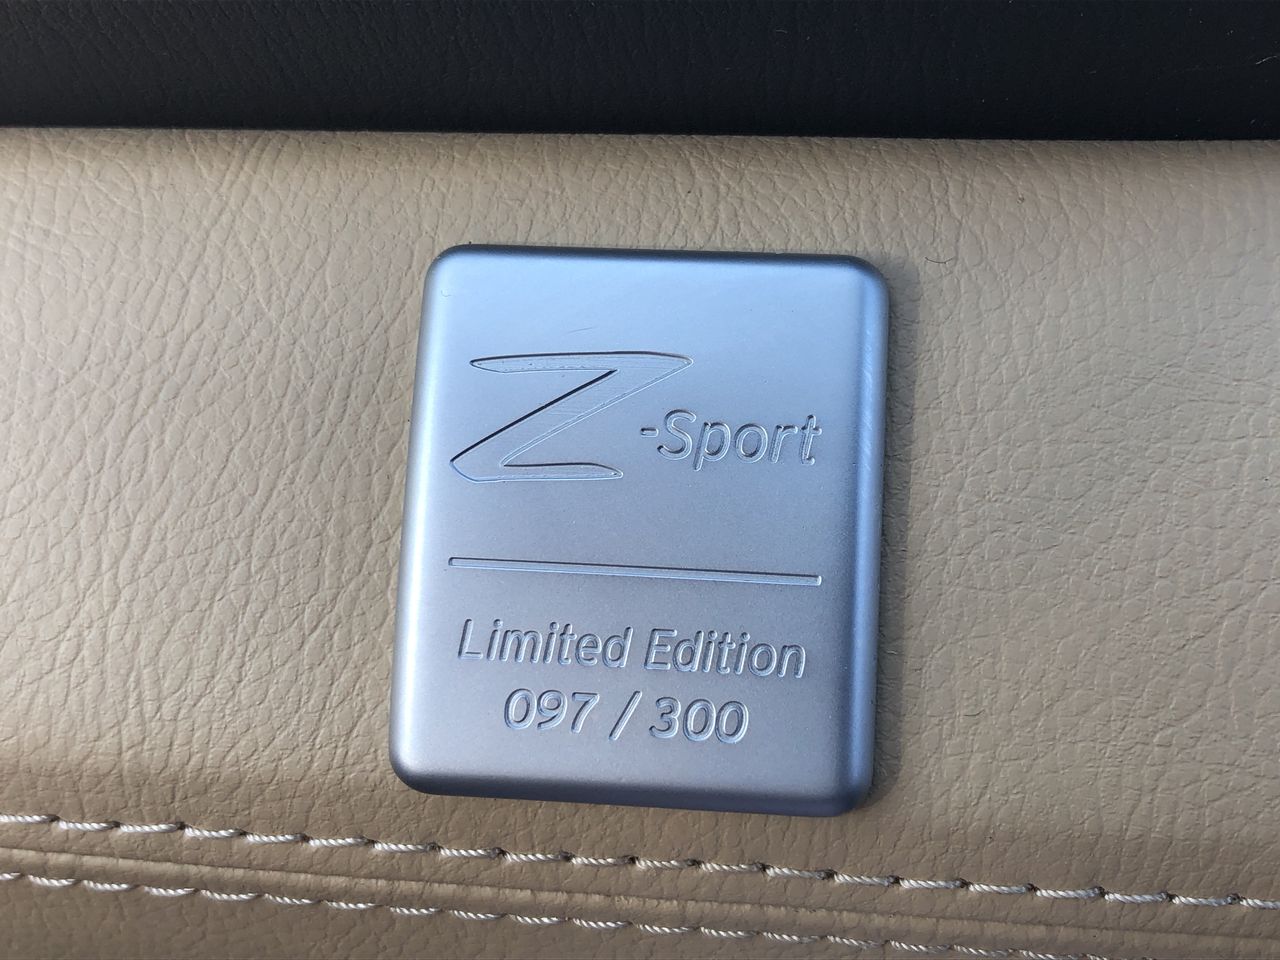 Z-Sport
Limited Edition
097 / 300